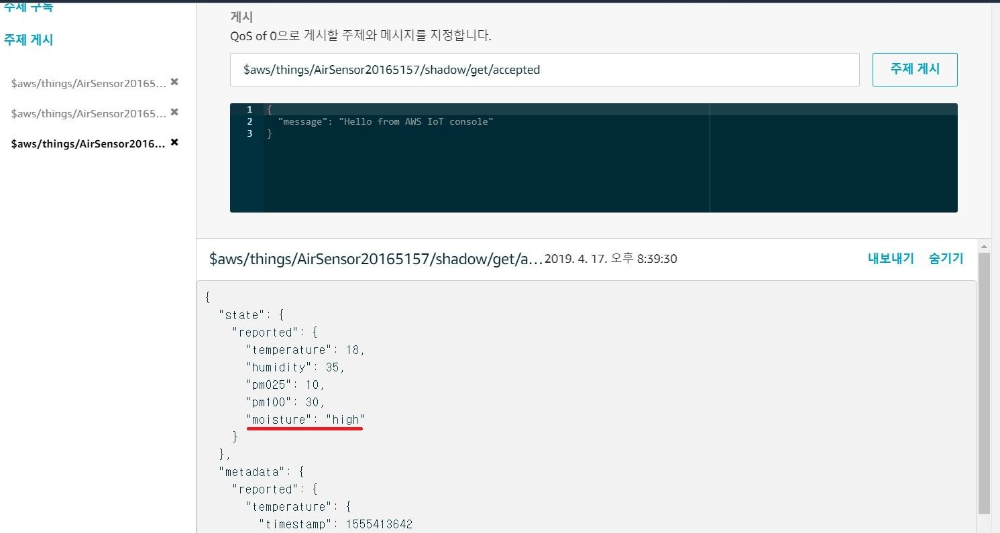 주제 구독
주제 게시
$aws/things/AirSensor20165... ×
$aws/things/AirSensor20165... ×
$aws/things/AirSensor2016... ×
게시
QoS of 0으로 게시할 주제와 메시지를 지정합니다.
$aws/things/AirSensor20165157/shadow/get/accepted
주제 게시
1 {
2 "message": "Hello from AWS IoT console"
3 }
$aws/things/AirSensor20165157/shadow/get/a... 2019. 4. 17. 오후 8:39:30 내보내기 숨기기
{
"state": {
"reported": {
"temperature": 18,
"humidity": 35,
"pm025": 10,
"pm100": 30,
"moisture": "high"
}
},
"metadata": {
"reported": {
"temperature": {
"timestamp": 1555413642